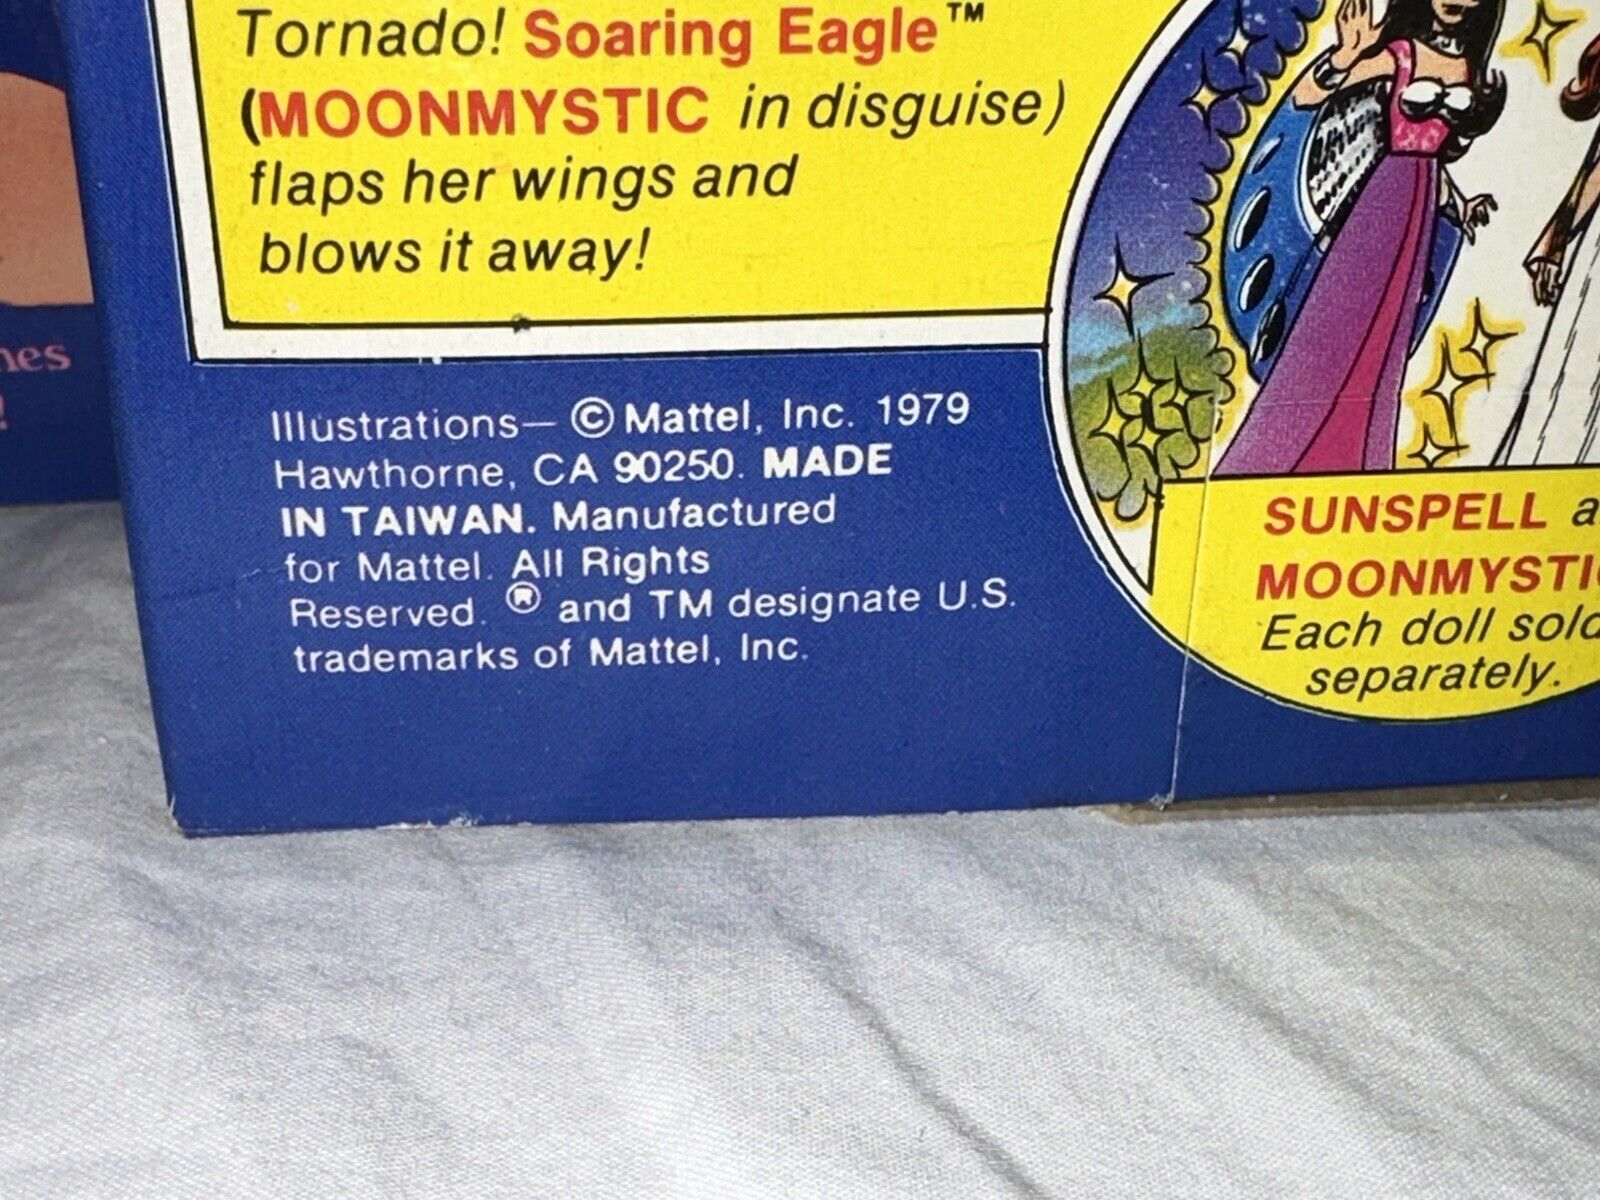 Tornado! Soaring Eagle™
(MOONMYSTIC in disguise)
flaps her wings and
blows it away!
Illustrations— © Mattel, Inc. 1979
Hawthorne, CA 90250. MADE
IN TAIWAN. Manufactured
for Mattel. All Rights
Reserved. ® and TM designate U.S.
trademarks of Mattel, Inc.
SUNSPELL
MOONMYSTIC
Each doll sold
separately.